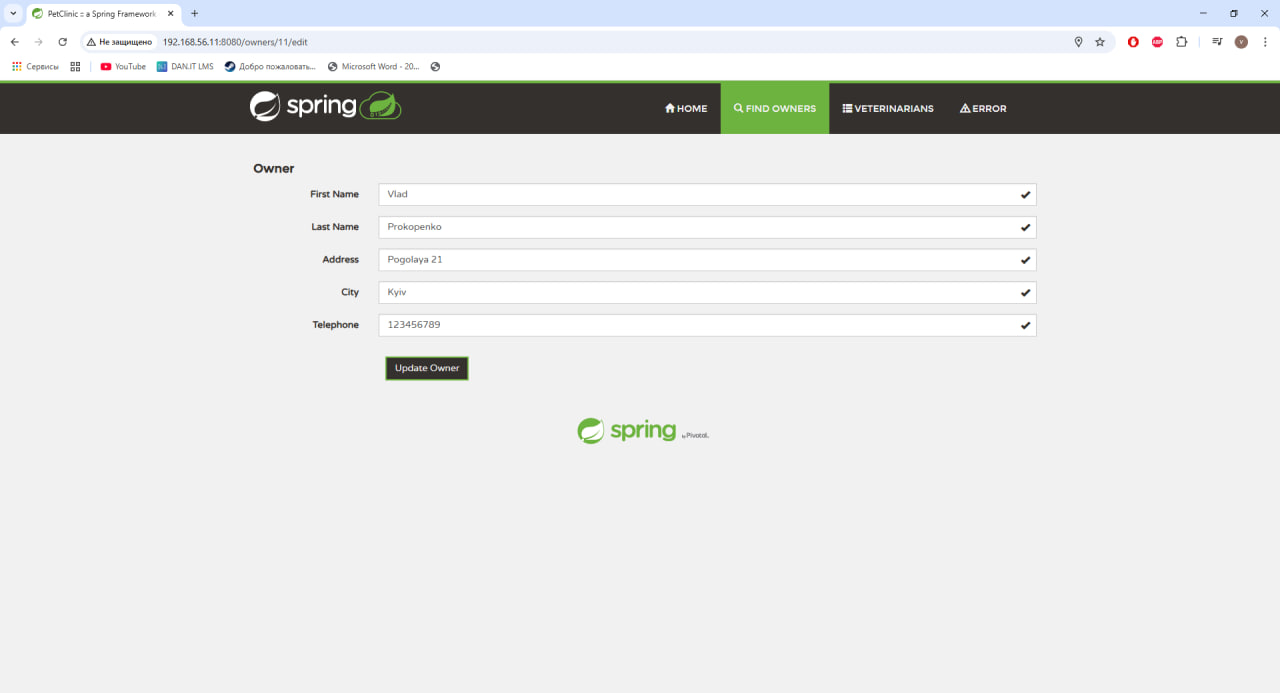 PetClinic :: a Spring Framework
Не защищено 192.168.56.11:8080/owners/11/edit
Сервисы YouTube DAN.IT LMS Добро пожаловать... Microsoft Word - 20...
spring HOME FIND OWNERS VETERINARIANS ERROR
Owner
First Name Vlad
Last Name Prokopenko
Address Pogolaya 21
City Kyiv
Telephone 123456789
Update Owner
spring by Pivotal.